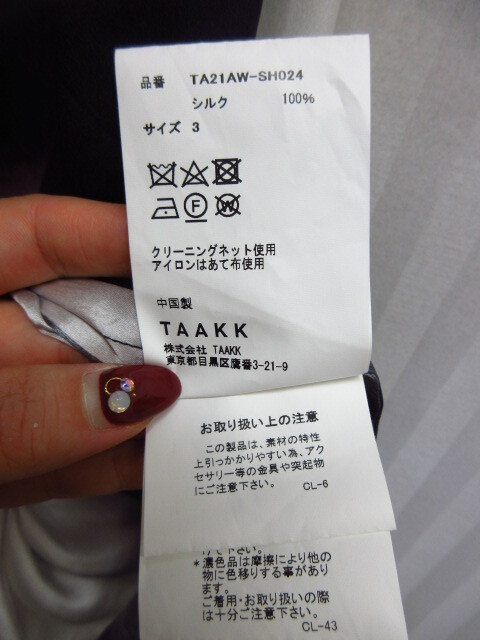 品番 TA21AW-SH024
シルク 100%
サイズ 3
F
W
クリーニングネット使用
アイロンはあて布使用
中国製
TAAKK
株式会社 TAAKK
東京都目黒区鷹番3-21-9
お取り扱い上の注意
この製品は、素材の特性
上引っかかりやすい為、アク
セサリー等の金具や突起物
にご注意下さい。 CL-6
けて下さい。
*濃色品は摩擦により他の
物に色移りする事があり
ます。
ご着用・お取り扱いの際
は十分ご注意下さい。
CL-43